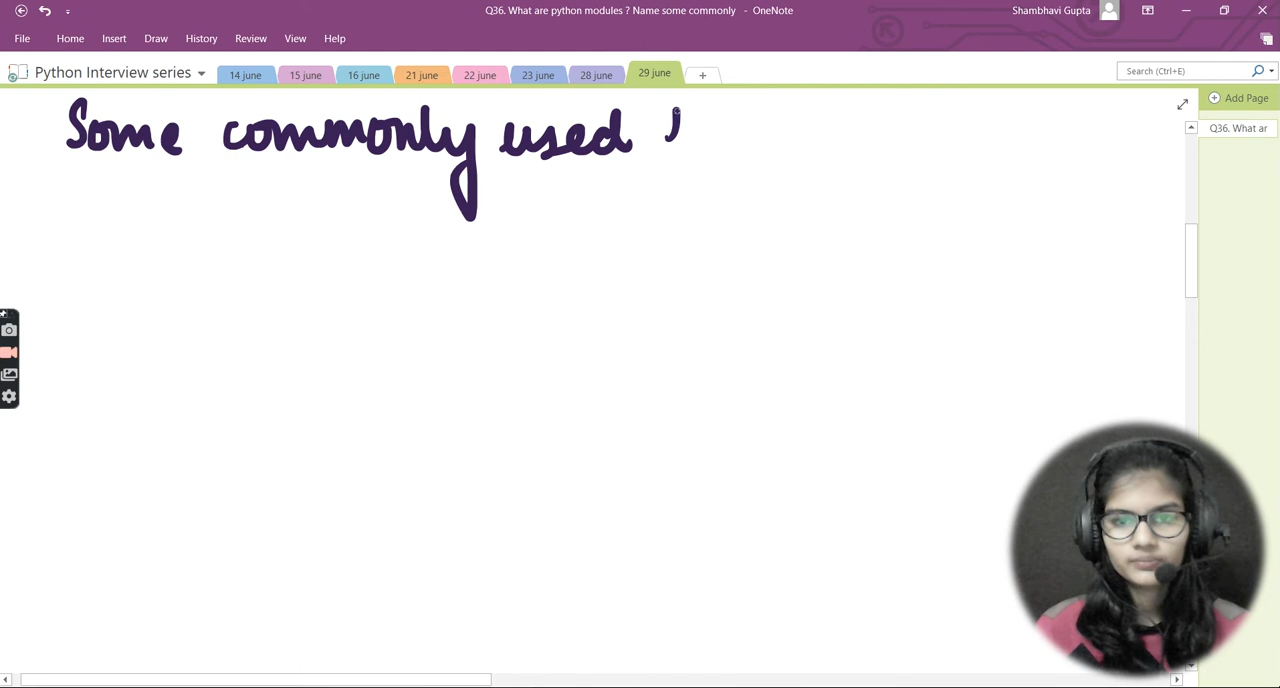 Q36. What are python modules ? Name some commonly - OneNote
Shambhavi Gupta
File Home Insert Draw History Review View Help
Python Interview series
14 june 15 june 16 june 21 june 22 june 23 june 28 june 29 june +
Search (Ctrl+E)
Add Page
Q36. What ar
Some commonly used